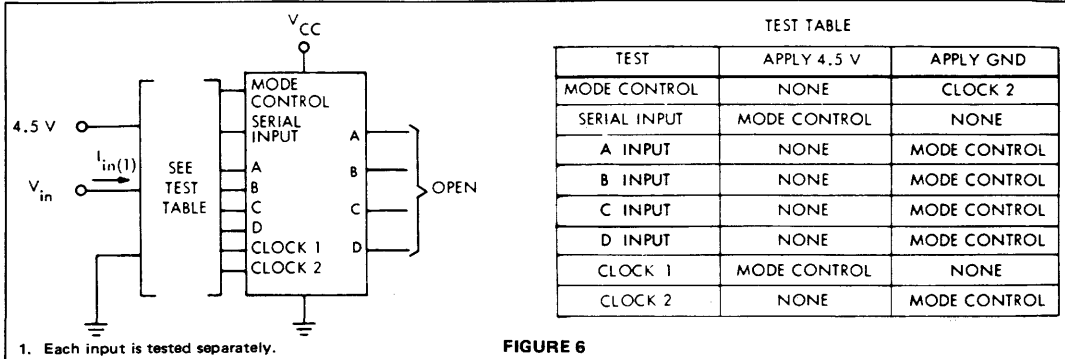 VCC
MODE
CONTROL
SERIAL
INPUT
A
B
C
D
CLOCK 1
CLOCK 2
A
B
C
D
OPEN
4.5 V
Iin(1)
Vin
SEE
TEST
TABLE
1. Each input is tested separately.
TEST TABLE
TEST APPLY 4.5 V APPLY GND
MODE CONTROL NONE CLOCK 2
SERIAL INPUT MODE CONTROL NONE
A INPUT NONE MODE CONTROL
B INPUT NONE MODE CONTROL
C INPUT NONE MODE CONTROL
D INPUT NONE MODE CONTROL
CLOCK 1 MODE CONTROL NONE
CLOCK 2 NONE MODE CONTROL
FIGURE 6